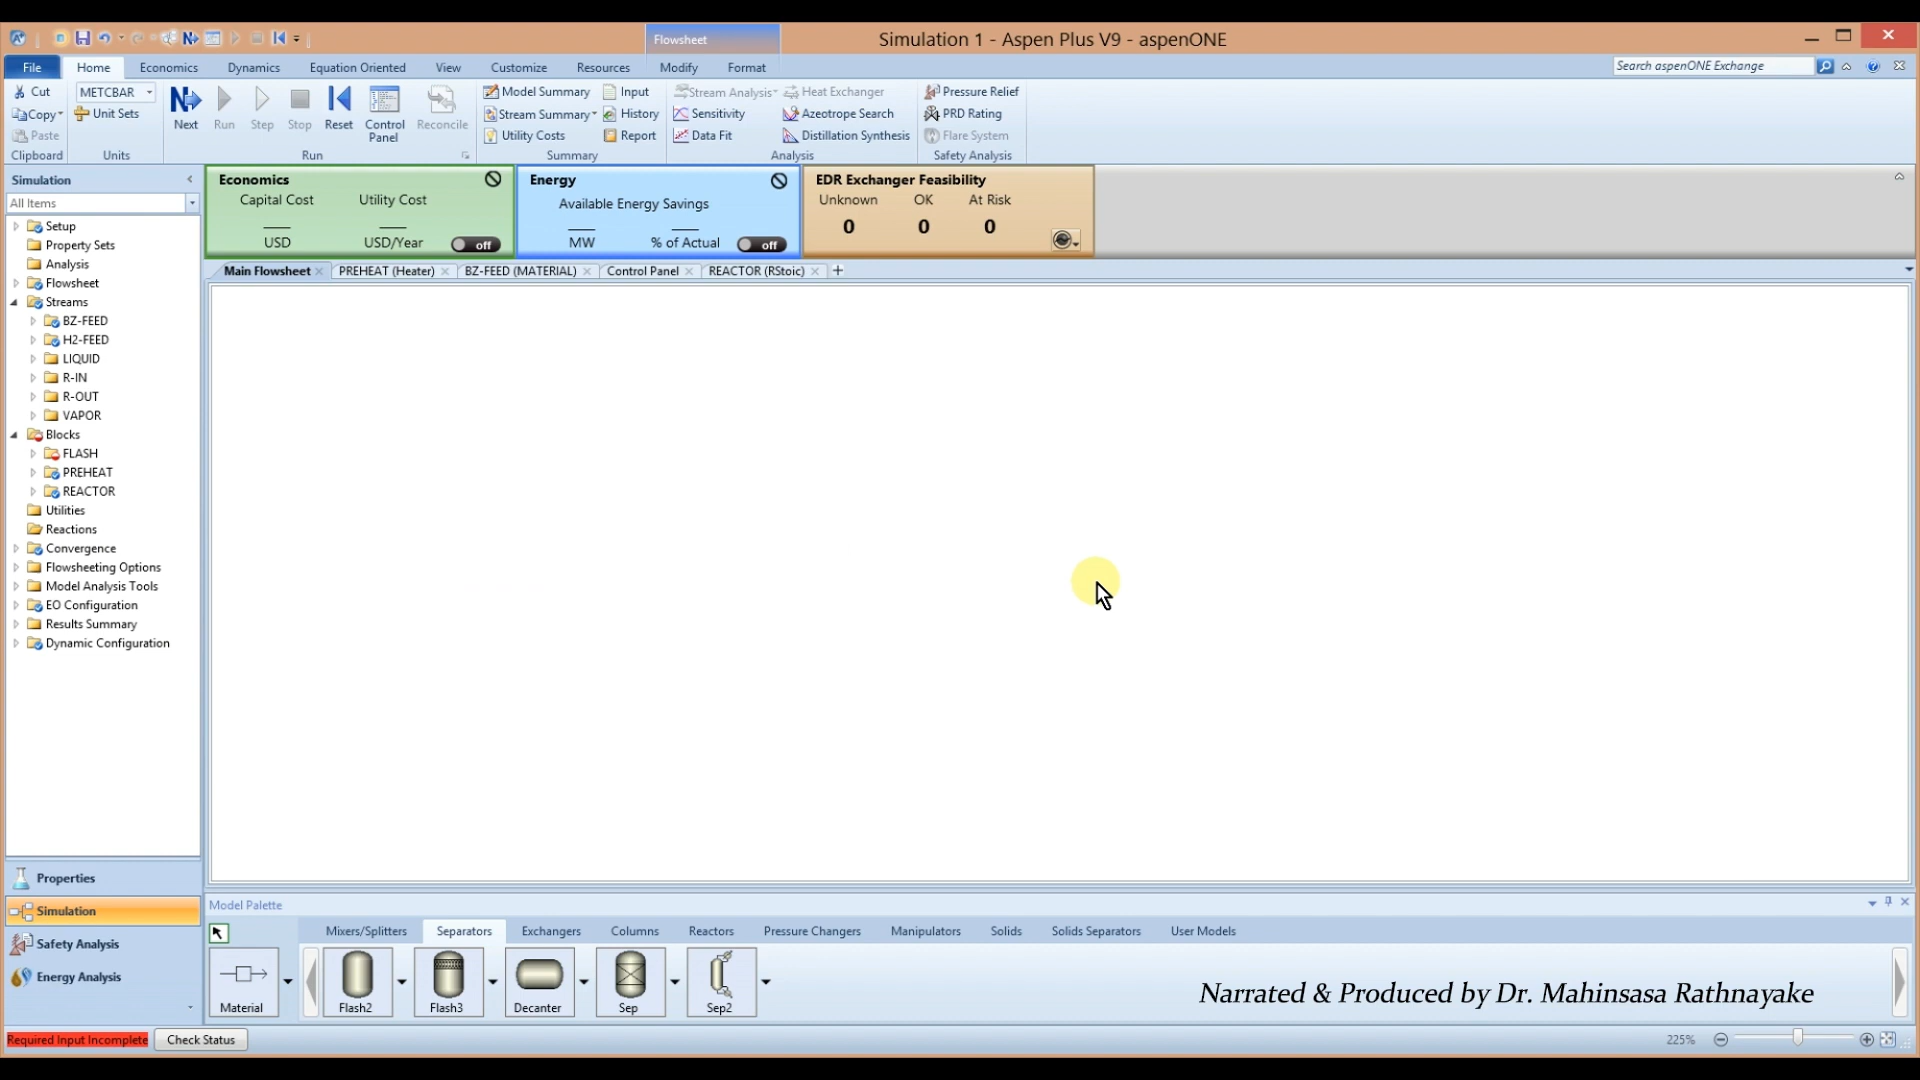 Flowsheet
Simulation 1 - Aspen Plus V9 - aspenONE
File Home Economics Dynamics Equation Oriented View Customize Resources Modify Format
Search aspenONE Exchange
Cut METCBAR Model Summary Input Stream Analysis Heat Exchanger Pressure Relief
Copy Unit Sets Stream Summary History Sensitivity Azeotrope Search PRD Rating
Next Run Step Stop Reset Control Panel Reconcile
Paste Utility Costs Report Data Fit Distillation Synthesis Flare System
Clipboard Units Run Summary Analysis Safety Analysis
Simulation
All Items
Setup
Property Sets
Analysis
Flowsheet
Streams
BZ-FEED
H2-FEED
LIQUID
R-IN
R-OUT
VAPOR
Blocks
FLASH
PREHEAT
REACTOR
Utilities
Reactions
Convergence
Flowsheeting Options
Model Analysis Tools
EO Configuration
Results Summary
Dynamic Configuration
Properties
Simulation
Safety Analysis
Energy Analysis
Economics
Capital Cost Utility Cost
USD USD/Year off
Energy
Available Energy Savings
MW % of Actual off
EDR Exchanger Feasibility
Unknown OK At Risk
0 0 0
Main Flowsheet PREHEAT (Heater) BZ-FEED (MATERIAL) Control Panel REACTOR (RStoic)
Model Palette
Mixers/Splitters Separators Exchangers Columns Reactors Pressure Changers Manipulators Solids Solids Separators User Models
Material Flash2 Flash3 Decanter Sep Sep2
Narrated & Produced by Dr. Mahinsasa Rathnayake
Required Input Incomplete Check Status 225%